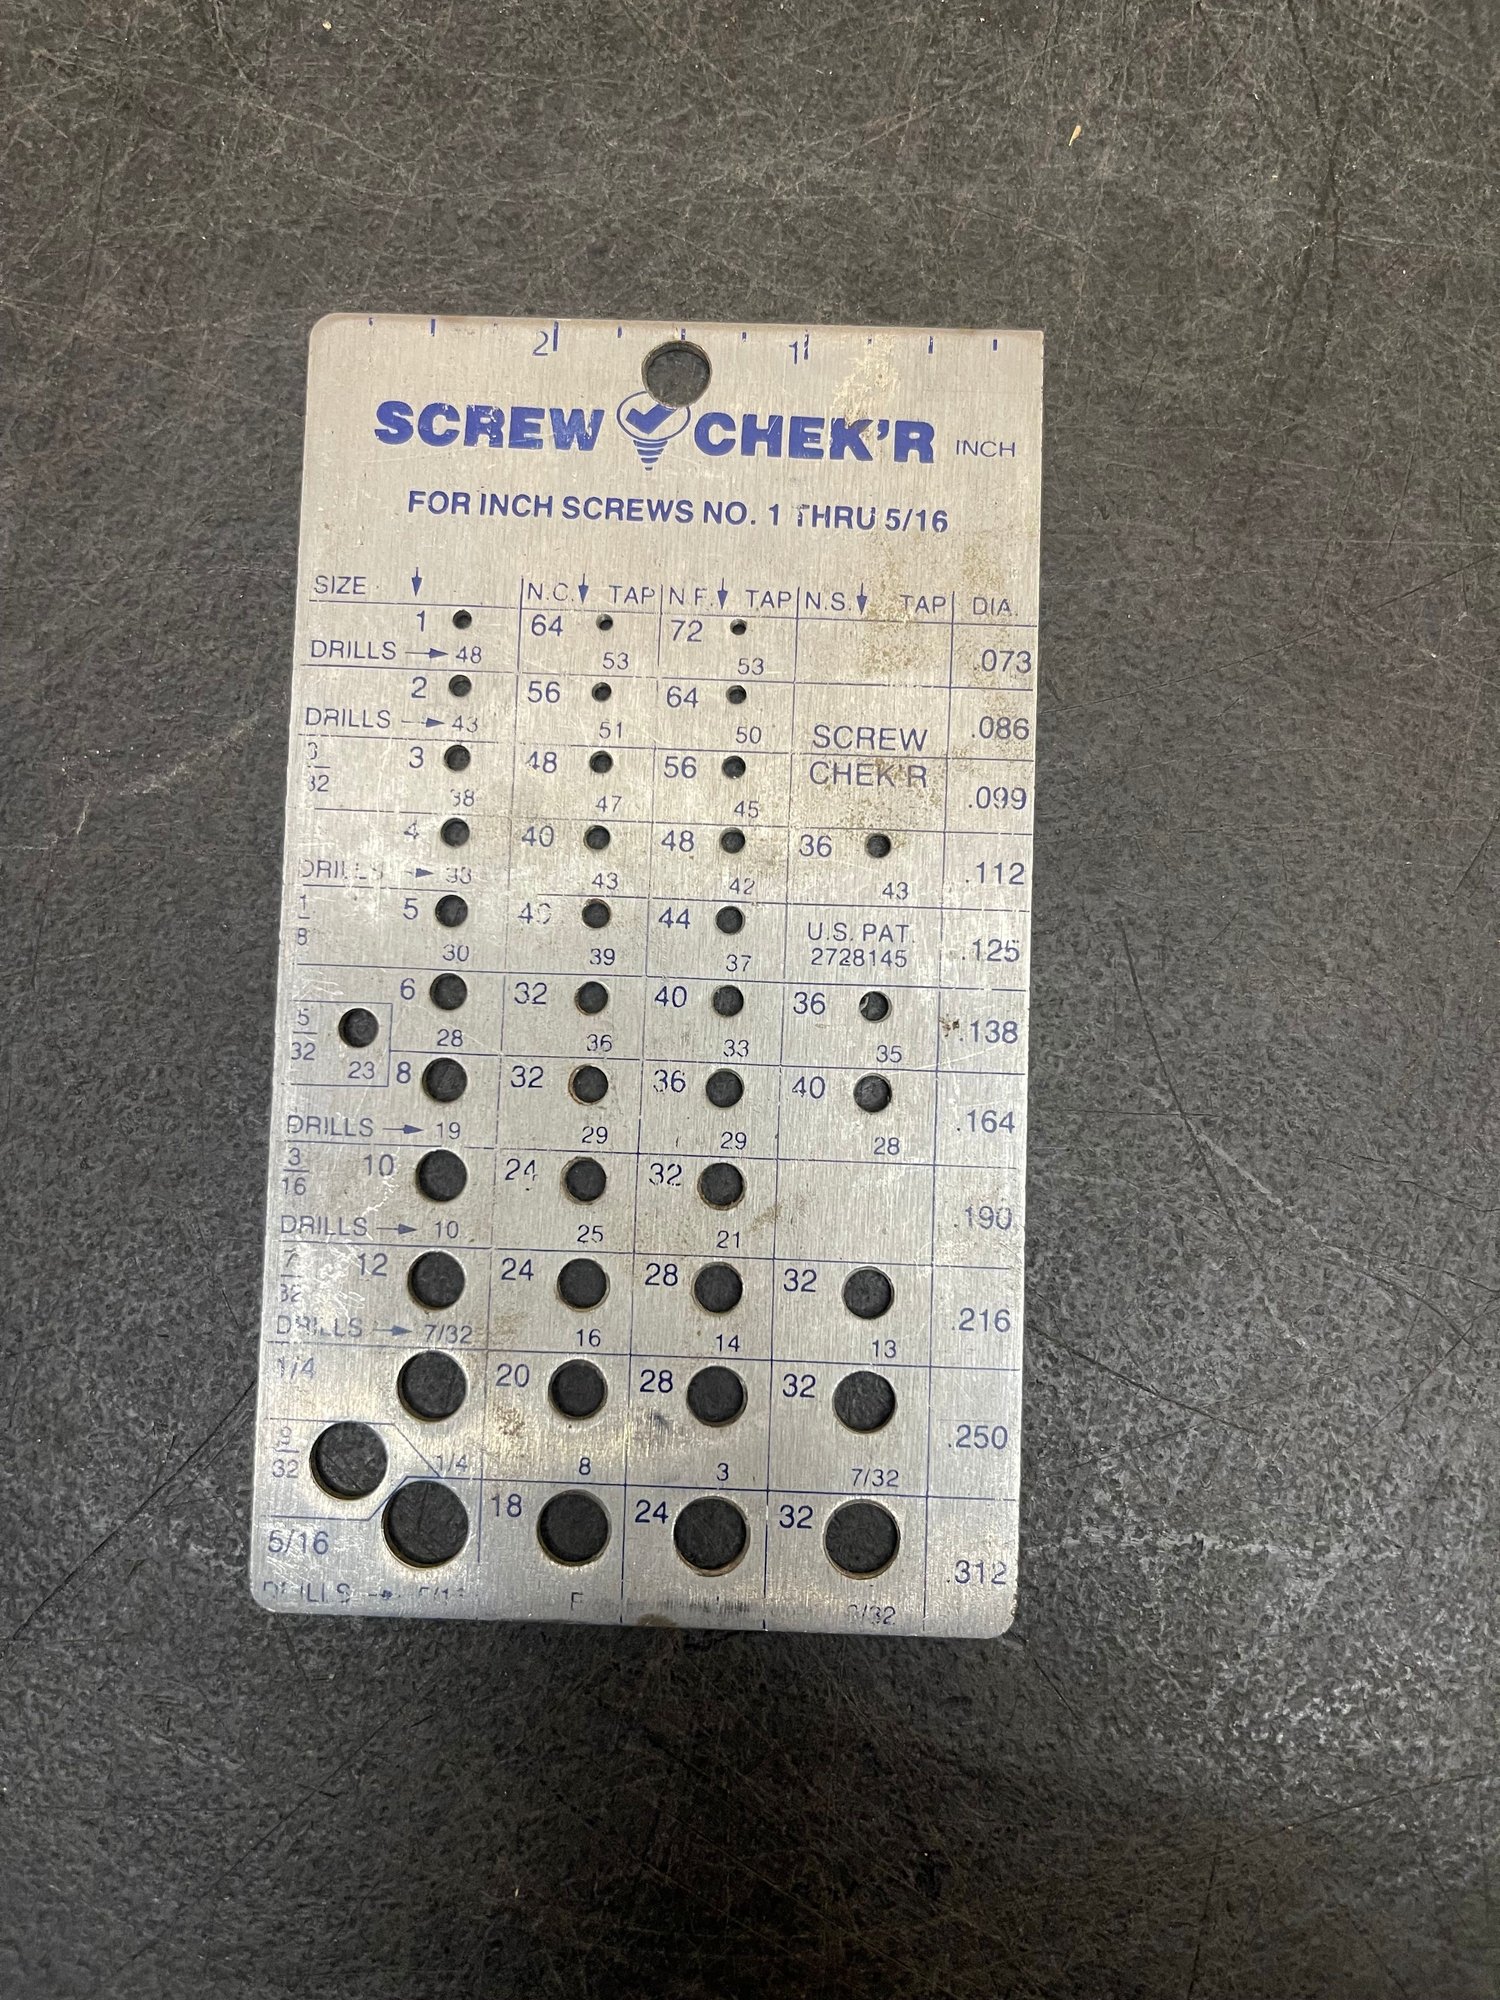 2 1
SCREW CHEK'R INCH
FOR INCH SCREWS NO. 1 THRU 5/16
SIZE N.C. TAP N.F. TAP N.S. TAP DIA.
1 64 72
DRILLS 48 53 53 .073
2 56 64
DRILLS 43 51 50 .086
3 48 56 SCREW
32 38 47 45 CHEK'R .099
4 40 48 36
DRILLS 33 43 42 43 .112
1 5 40 44 U.S. PAT.
8 30 39 37 2728145 .125
6 32 40 36
28 36 33 35 .138
5
32 23
8 32 36 40
DRILLS 19 29 29 28 .164
3 10 24 32
16
DRILLS 10 25 21 .190
7 12 24 28 32
32
DRILLS 7/32 16 14 13 .216
1/4 20 28 32
1/4 8 3 7/32 .250
9
32
5/16 18 24 32
DRILLS F .312